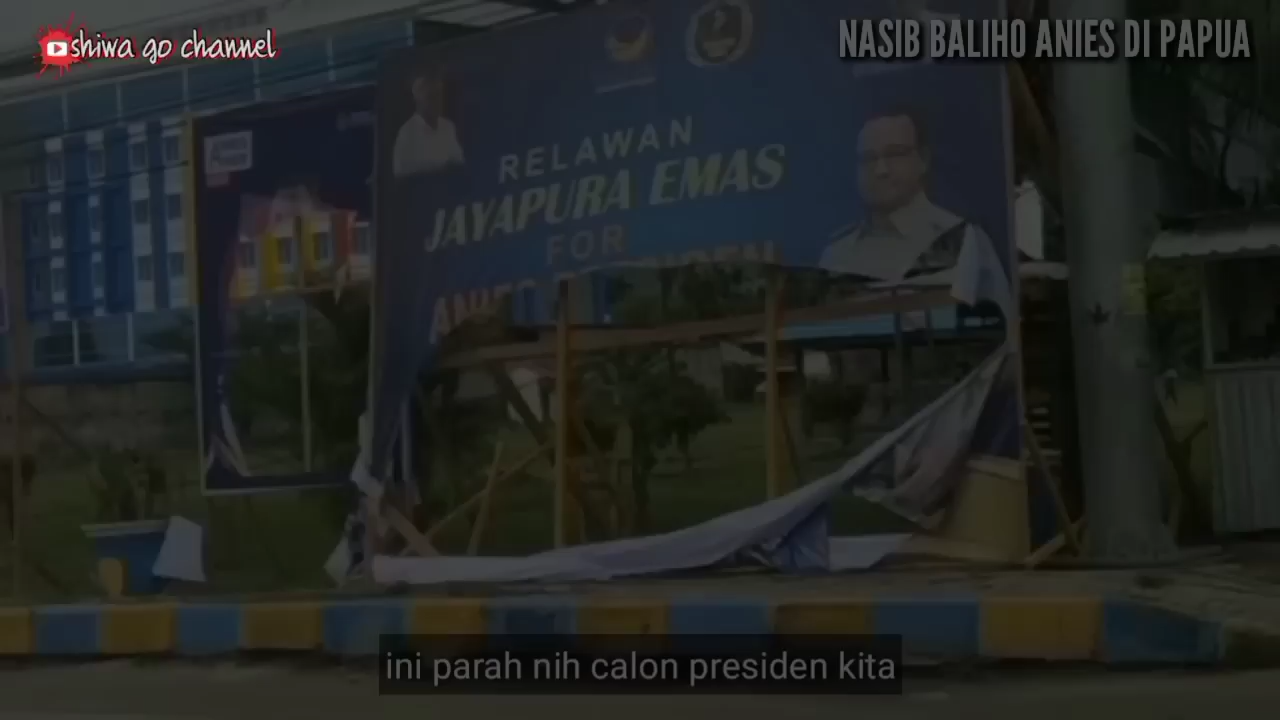 shiwa go channel
NASIB BALIHO ANIES DI PAPUA
RELAWAN
JAYAPURA EMAS
FOR
ini parah nih calon presiden kita